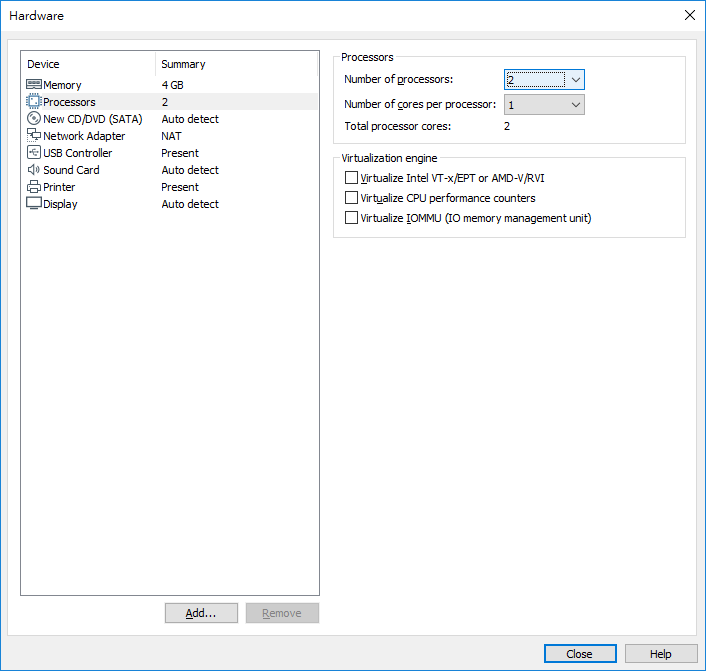 Hardware
Device Summary
Memory 4 GB
Processors 2
New CD/DVD (SATA) Auto detect
Network Adapter NAT
USB Controller Present
Sound Card Auto detect
Printer Present
Display Auto detect
Add...
Remove
Processors
Number of processors: 2
Number of cores per processor: 1
Total processor cores: 2
Virtualization engine
Virtualize Intel VT-x/EPT or AMD-V/RVI
Virtualize CPU performance counters
Virtualize IOMMU (IO memory management unit)
Close
Help